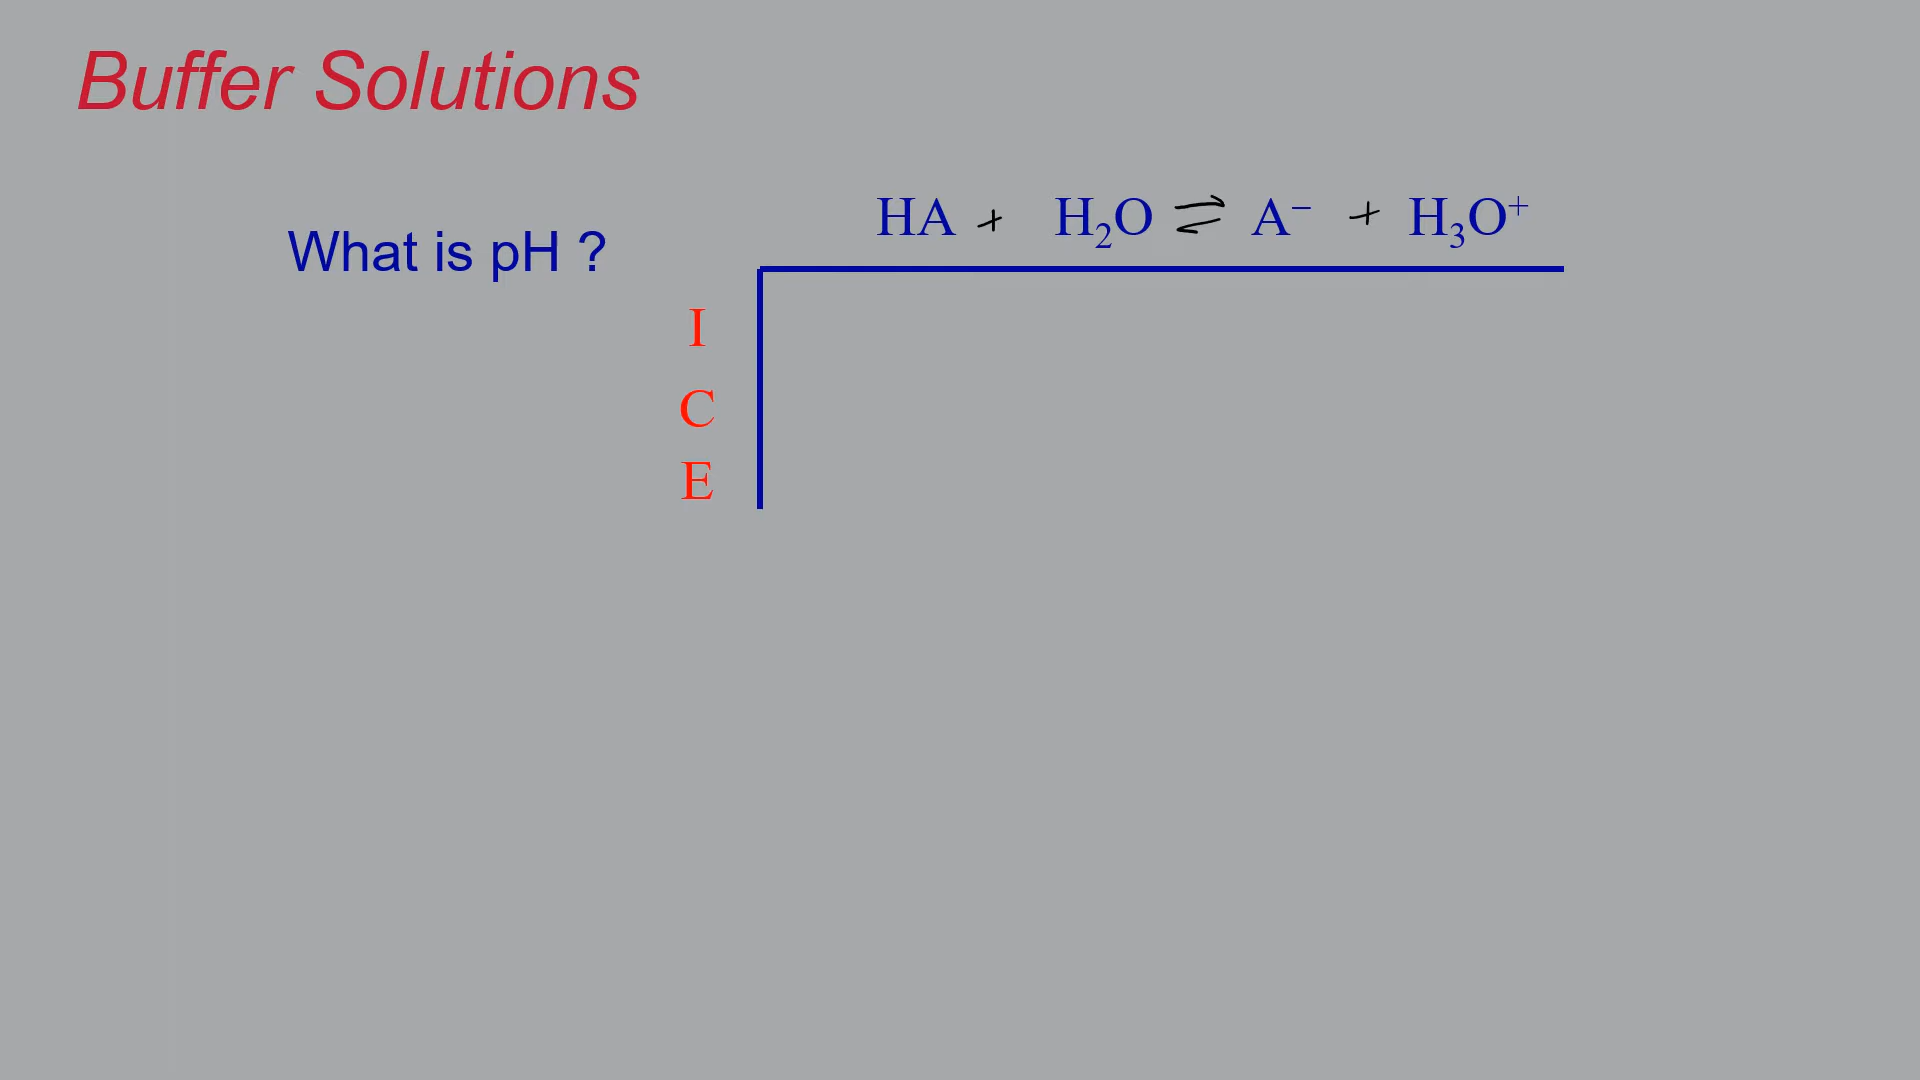 Buffer Solutions
What is pH ?
HA + H₂O ⇌ A⁻ + H₃O⁺
I
C
E